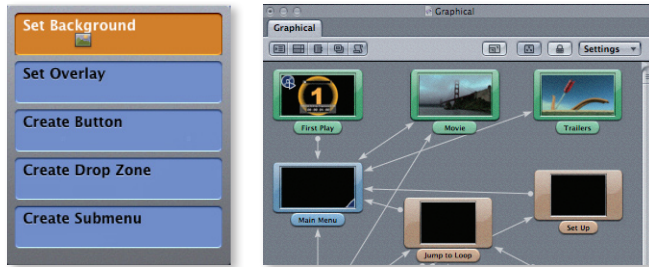 Set Background
Set Overlay
Create Button
Create Drop Zone
Create Submenu
Graphical
Graphical
Settings
1
First Play
Movie
Trailers
Main Menu
Jump to Loop
Set Up